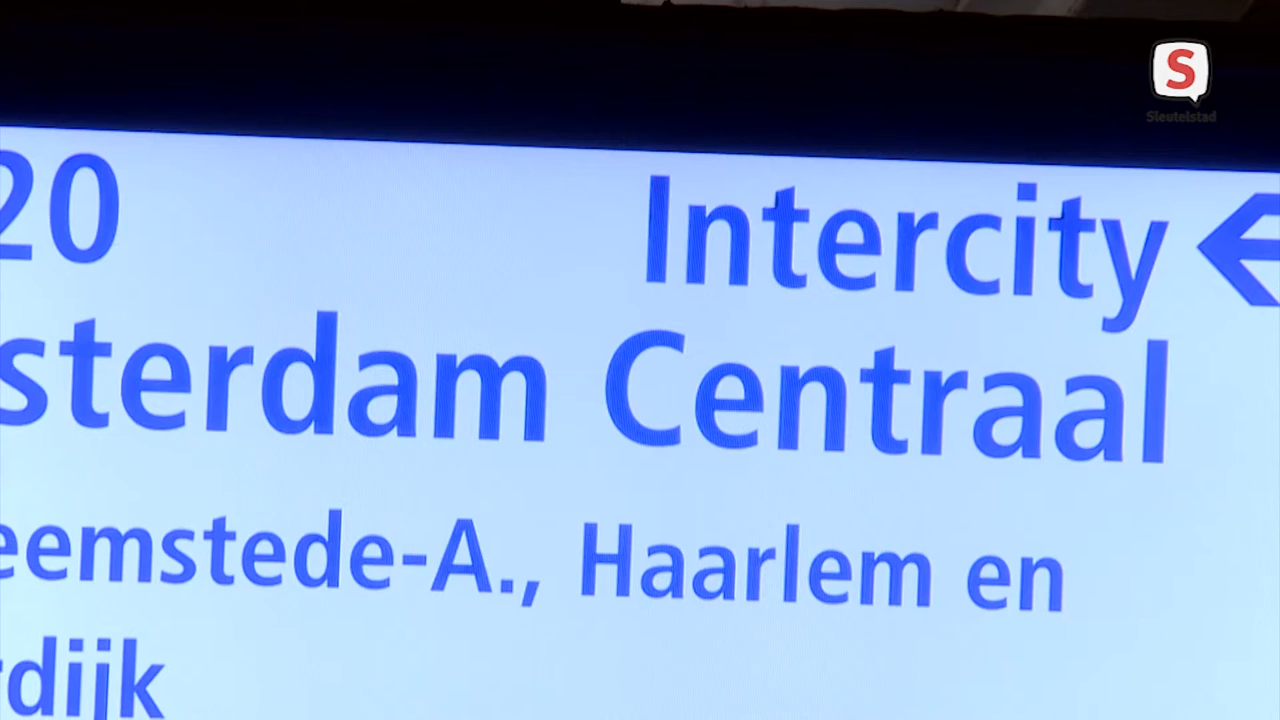 S
Sleutelstad
20 Intercity
sterdam Centraal
eemstede-A., Haarlem en
rdijk